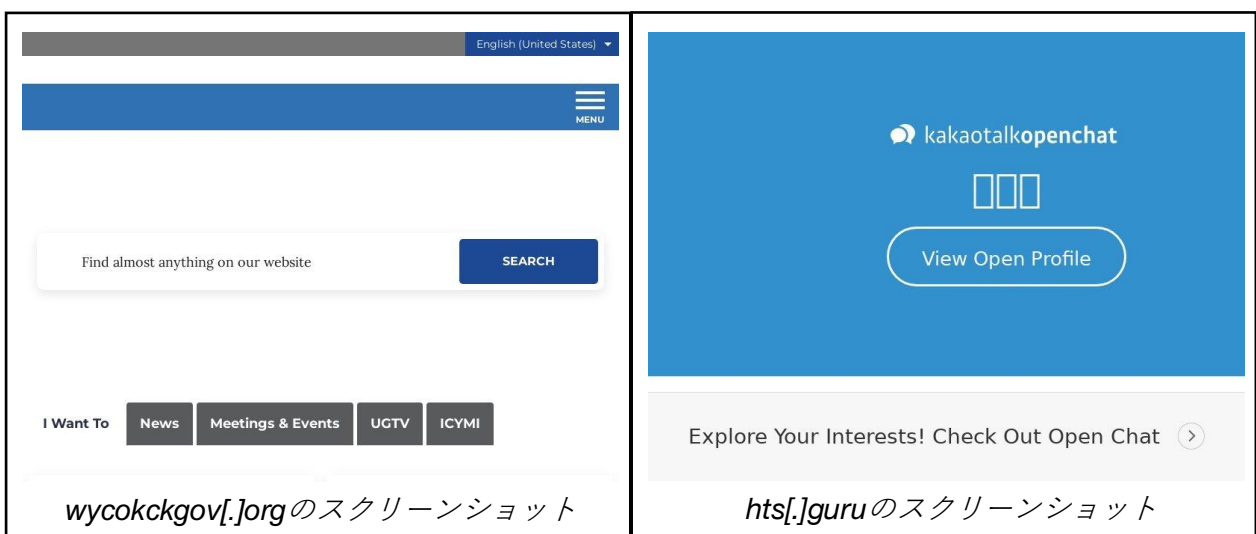 English (United States)
MENU
Find almost anything on our website
SEARCH
I Want To
News
Meetings & Events
UGTV
ICYMI
wycokckgov[.]orgのスクリーンショット
kakaotalkopenchat
View Open Profile
Explore Your Interests! Check Out Open Chat
hts[.]guruのスクリーンショット